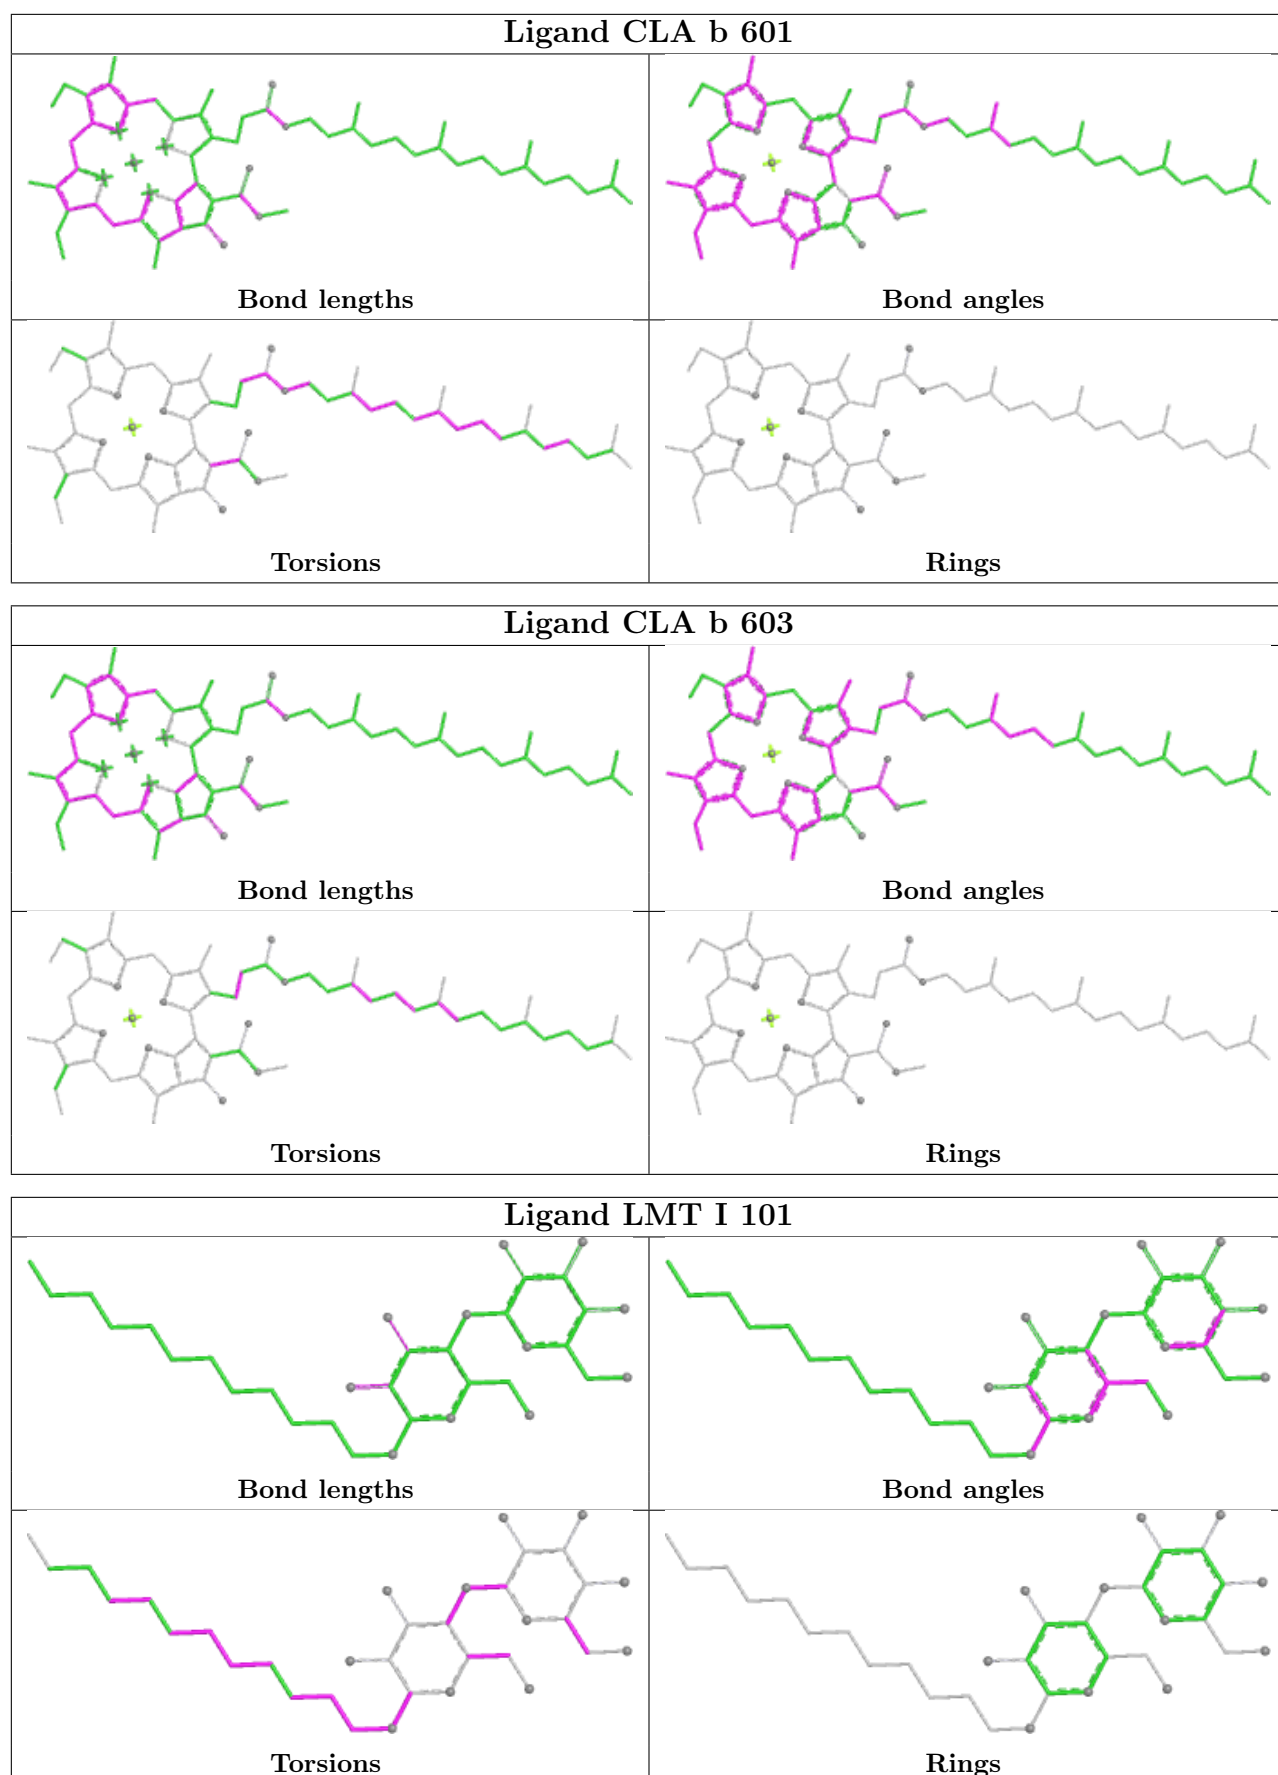 Ligand CLA b 601
Bond lengths
Bond angles
Torsions
Rings
Ligand CLA b 603
Bond lengths
Bond angles
Torsions
Rings
Ligand LMT I 101
Bond lengths
Bond angles
Torsions
Rings